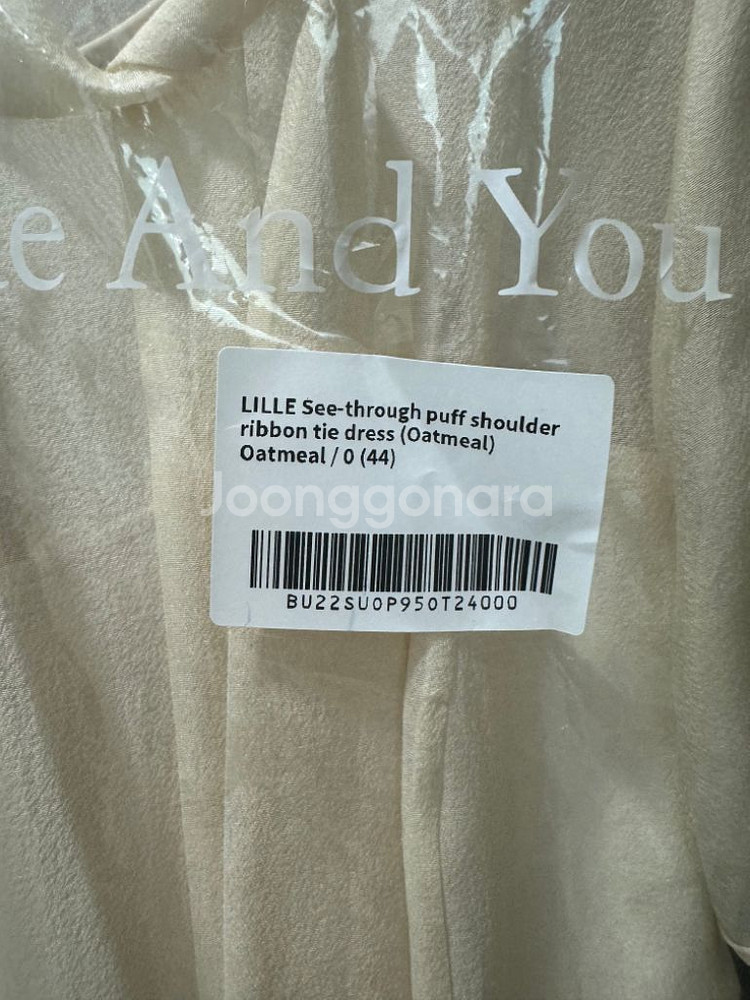 And You
LILLE See-through puff shoulder
ribbon tie dress (Oatmeal)
Oatmeal / 0 (44)
Joonggonara
BU22SU0P950T24000